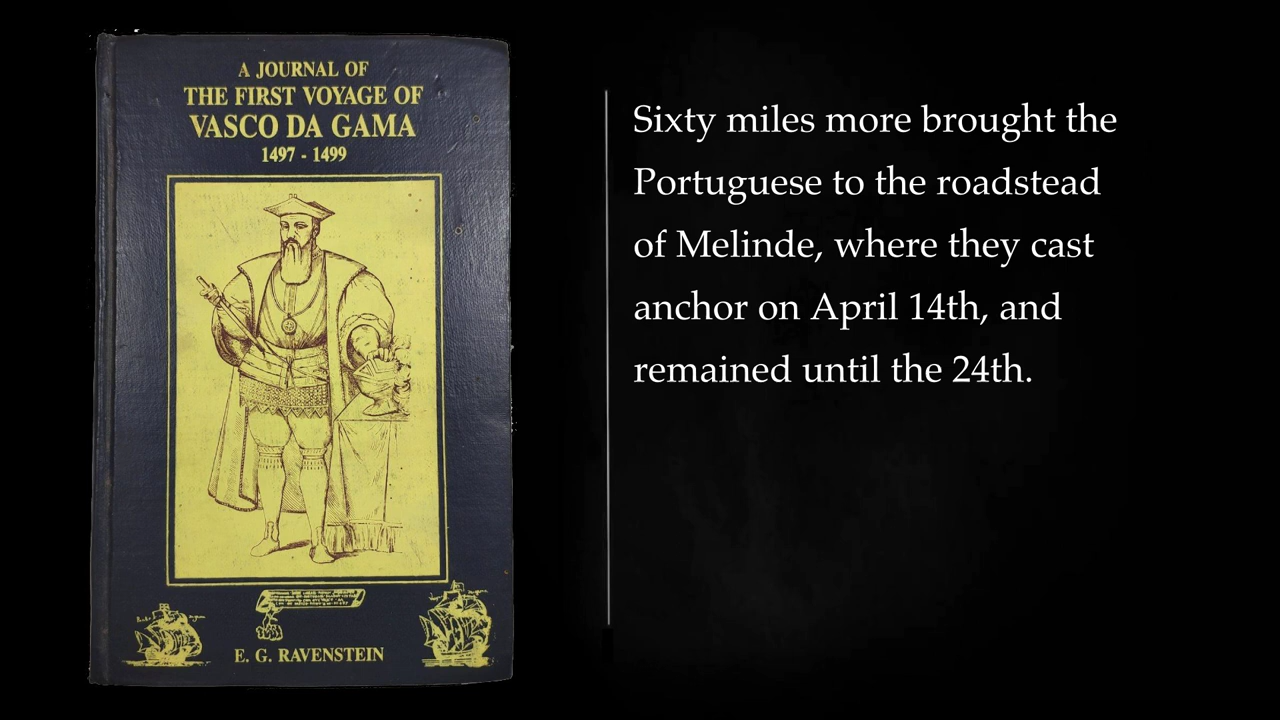 A JOURNAL OF
THE FIRST VOYAGE OF
VASCO DA GAMA
1497 - 1499
E. G. RAVENSTEIN
Sixty miles more brought the
Portuguese to the roadstead
of Melinde, where they cast
anchor on April 14th, and
remained until the 24th.